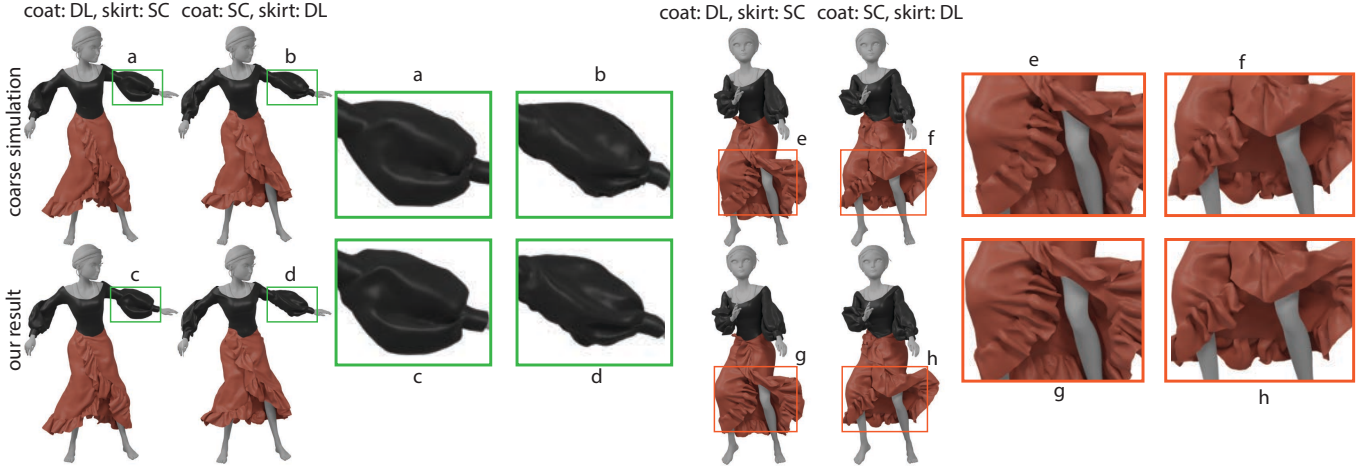 coat: DL, skirt: SC
coat: SC, skirt: DL
coat: DL, skirt: SC
coat: SC, skirt: DL
coarse simulation
a
b
a
b
e
f
e
f
our result
c
d
c
d
g
h
g
h